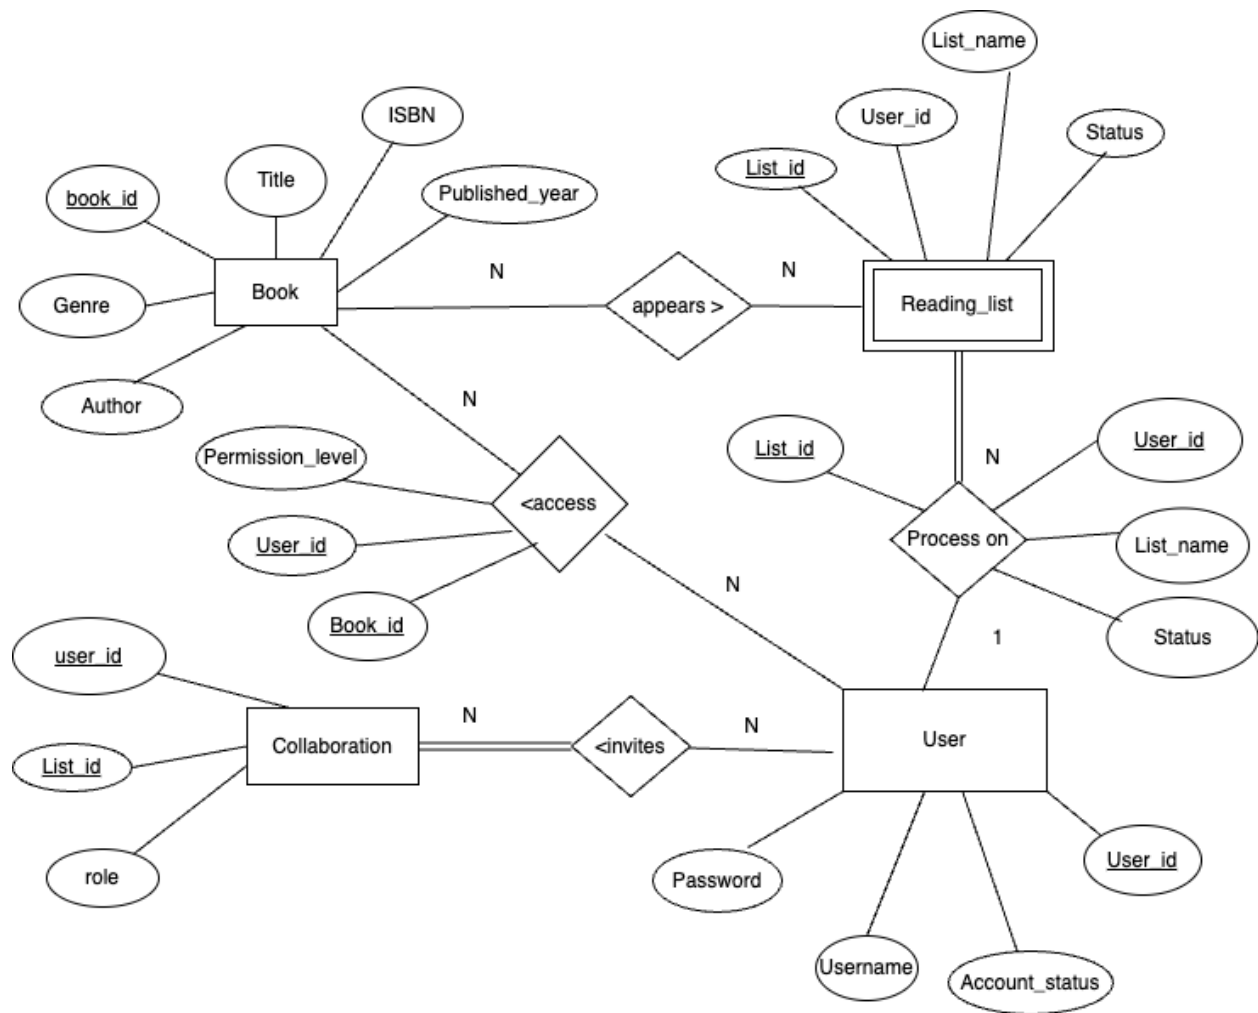 List_name
ISBN
User_id
Status
Title
List_id
book_id
Published_year
N
N
Book
appears >
Reading_list
Genre
Author
N
Permission_level
List_id
User_id
N
<access
User_id
Process on
List_name
Book_id
N
1
Status
user_id
N
N
Collaboration
<invites
User
List_id
role
Password
User_id
Username
Account_status